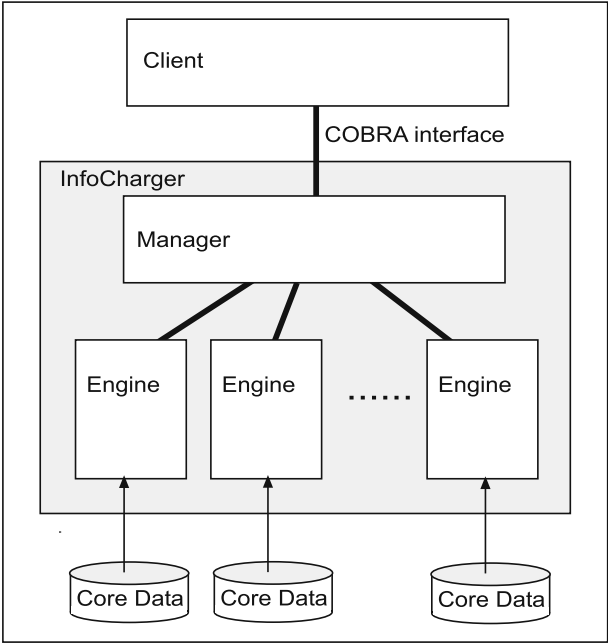 Client
COBRA interface
InfoCharger
Manager
Engine
Engine
......
Engine
Core Data
Core Data
Core Data